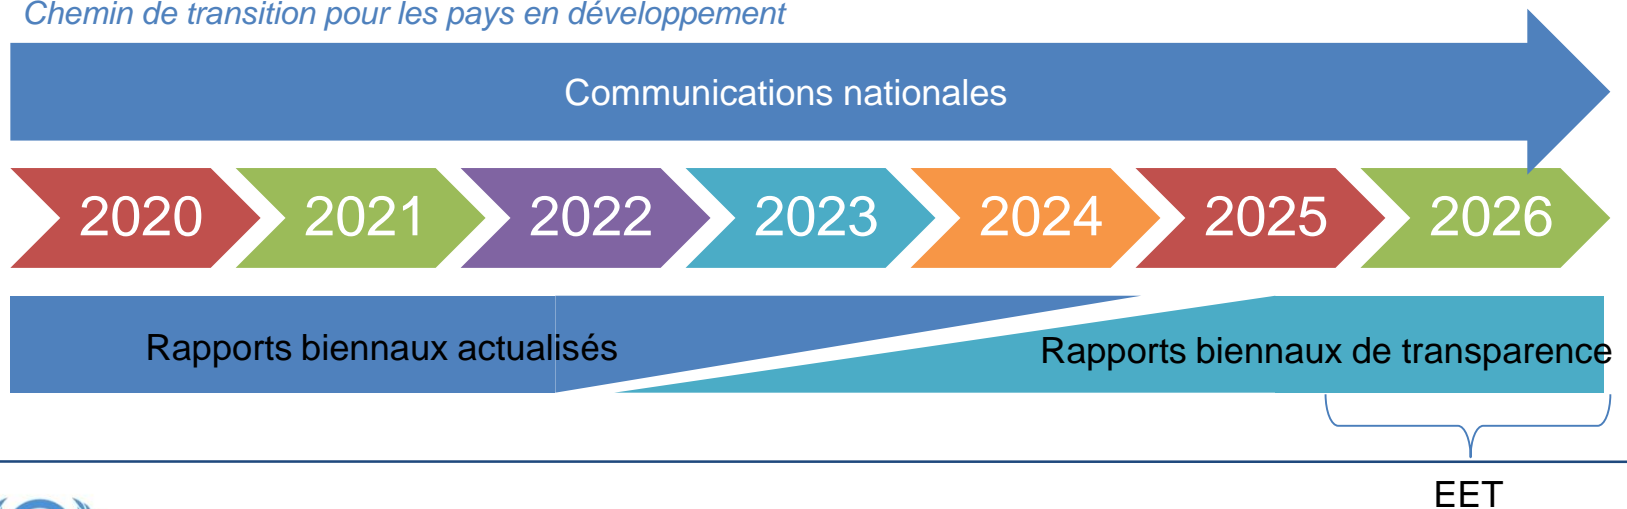 Chemin de transition pour les pays en développement
Communications nationales
2020
2021
2022
2023
2024
2025
2026
Rapports biennaux actualisés
Rapports biennaux de transparence
EET